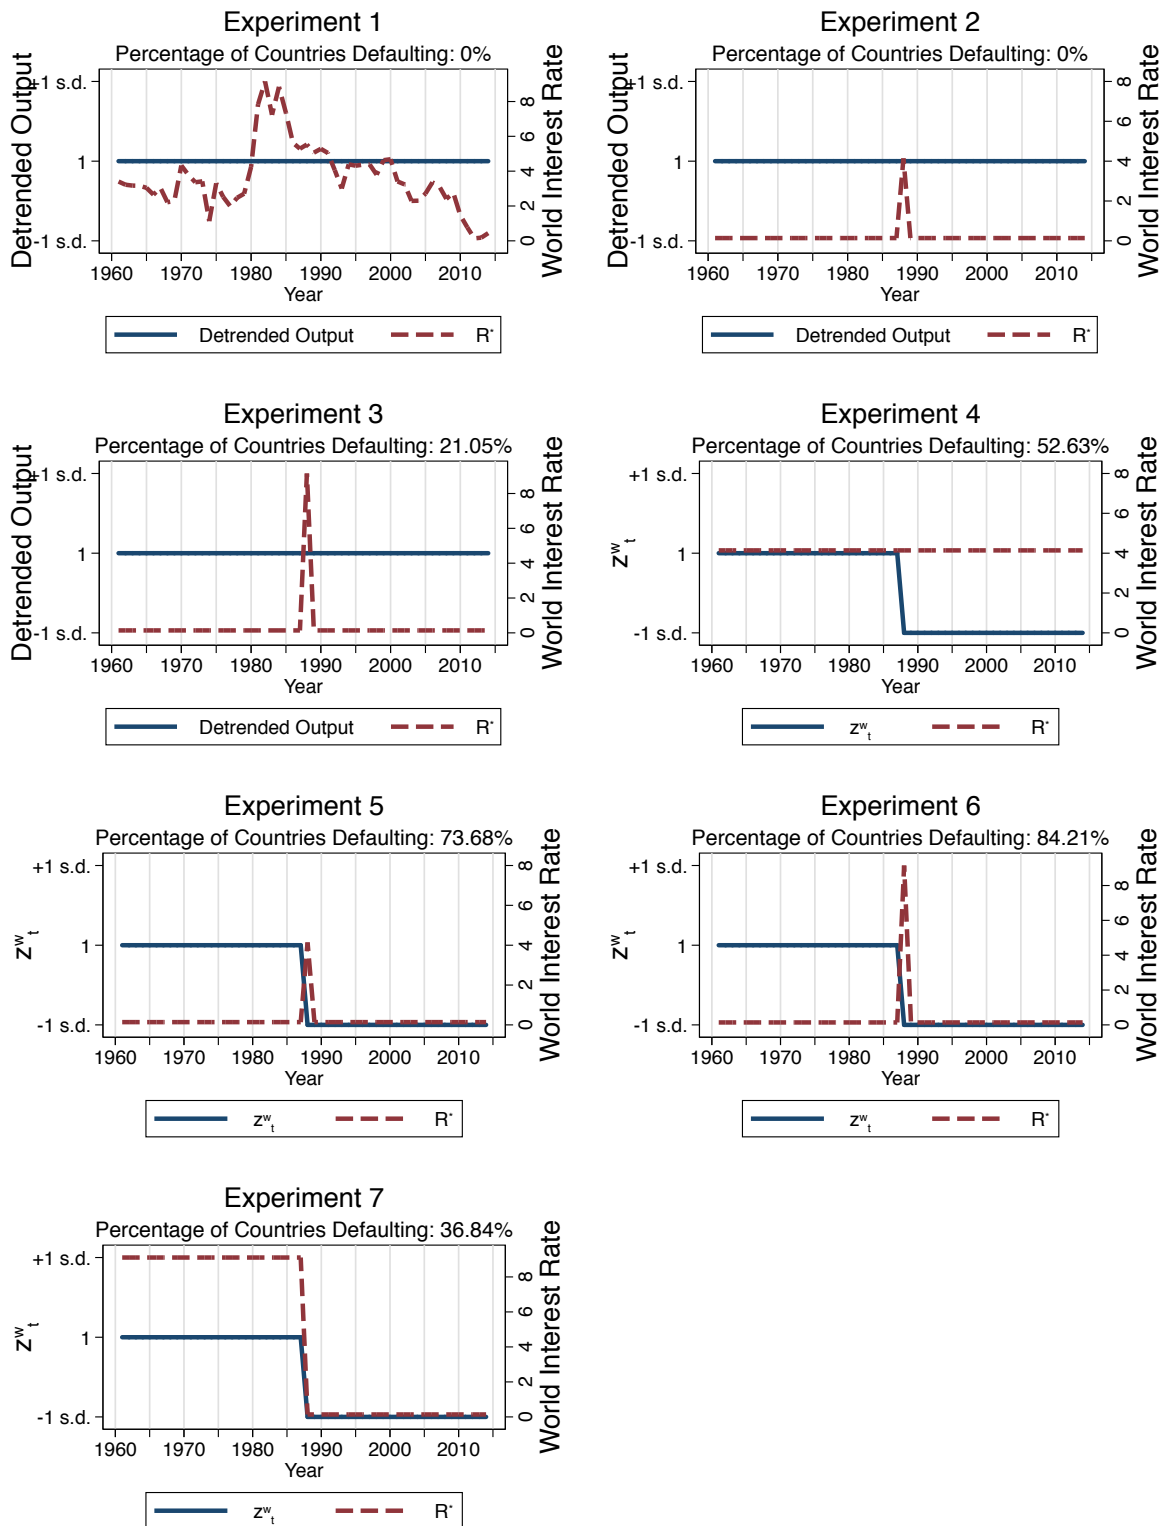 Experiment 1
Percentage of Countries Defaulting: 0%
Detrended Output
+1 s.d.
1
-1 s.d.
World Interest Rate
8
6
4
2
0
1960 1970 1980 1990 2000 2010
Year
Detrended Output R*
Experiment 2
Percentage of Countries Defaulting: 0%
Detrended Output
+1 s.d.
1
-1 s.d.
World Interest Rate
8
6
4
2
0
1960 1970 1980 1990 2000 2010
Year
Detrended Output R*
Experiment 3
Percentage of Countries Defaulting: 21.05%
Detrended Output
+1 s.d.
1
-1 s.d.
World Interest Rate
8
6
4
2
0
1960 1970 1980 1990 2000 2010
Year
Detrended Output R*
Experiment 4
Percentage of Countries Defaulting: 52.63%
z^w_t
+1 s.d.
1
-1 s.d.
World Interest Rate
8
6
4
2
0
1960 1970 1980 1990 2000 2010
Year
z^w_t R*
Experiment 5
Percentage of Countries Defaulting: 73.68%
z^w_t
+1 s.d.
1
-1 s.d.
World Interest Rate
8
6
4
2
0
1960 1970 1980 1990 2000 2010
Year
z^w_t R*
Experiment 6
Percentage of Countries Defaulting: 84.21%
z^w_t
+1 s.d.
1
-1 s.d.
World Interest Rate
8
6
4
2
0
1960 1970 1980 1990 2000 2010
Year
z^w_t R*
Experiment 7
Percentage of Countries Defaulting: 36.84%
z^w_t
+1 s.d.
1
-1 s.d.
World Interest Rate
8
6
4
2
0
1960 1970 1980 1990 2000 2010
Year
z^w_t R*